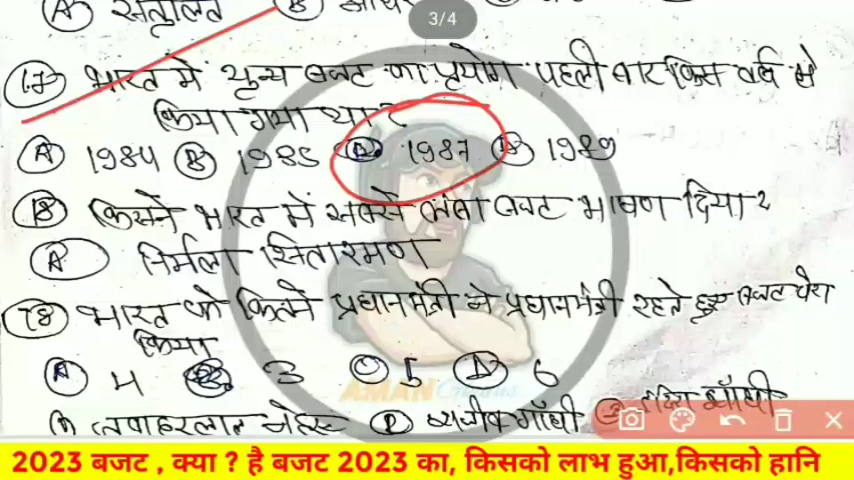 (A) संतुलित (B)
3/4
(17) भारत में शून्य बजट का प्रयोग पहली बार किस वर्ष से
किया गया था ?
(A) 1984 (B) 1985 1987 (D) 1989
(18) किसने भारत में सबसे लंबा बजट भाषण दिया ?
(A) निर्मला सितारमण
(18) भारत के कितने प्रधानमंत्री ने प्रधानमंत्री रहते हुए बजट पेश
किया
(A) 4 3 5 (D) 6
जवाहरलाल नेहरू गाँधी गाँधी
AMAN
2023 बजट , क्या ? है बजट 2023 का, किसको लाभ हुआ,किसको हानि